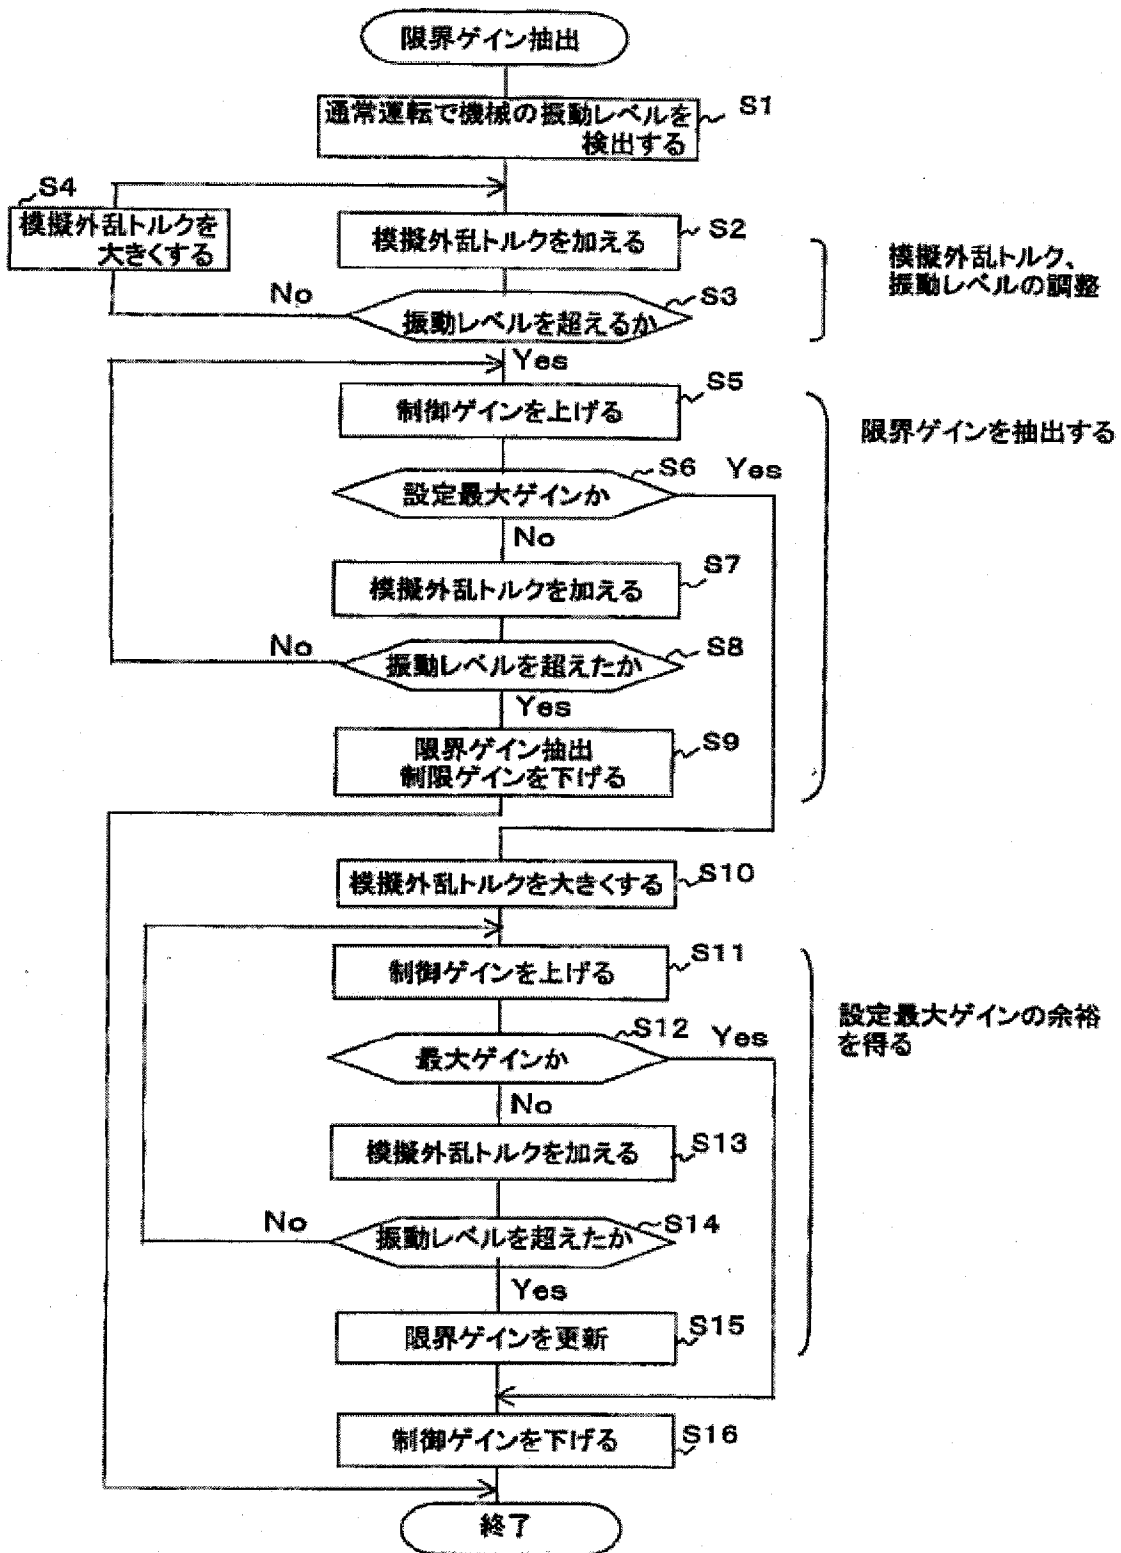 限界ゲイン抽出
通常運転で機械の振動レベルを
検出する
S1
S4
模擬外乱トルクを
大きくする
模擬外乱トルクを加える
S2
模擬外乱トルク、
振動レベルの調整
No
振動レベルを超えるか
S3
Yes
制御ゲインを上げる
S5
限界ゲインを抽出する
設定最大ゲインか
S6
Yes
No
模擬外乱トルクを加える
S7
No
振動レベルを超えたか
S8
Yes
限界ゲイン抽出
制限ゲインを下げる
S9
模擬外乱トルクを大きくする
S10
制御ゲインを上げる
S11
設定最大ゲインの余裕
を得る
最大ゲインか
S12
Yes
No
模擬外乱トルクを加える
S13
No
振動レベルを超えたか
S14
Yes
限界ゲインを更新
S15
制御ゲインを下げる
S16
終了